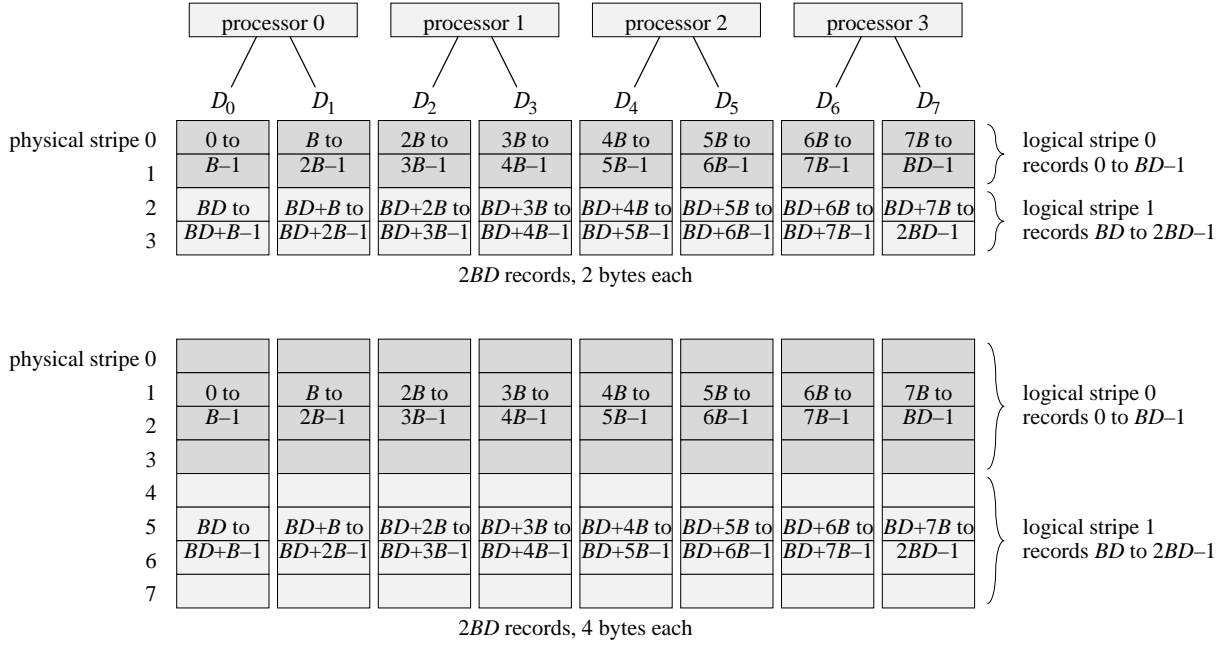 processor 0 processor 1 processor 2 processor 3
D0 D1 D2 D3 D4 D5 D6 D7
physical stripe 0 0 to B to 2B to 3B to 4B to 5B to 6B to 7B to logical stripe 0
1 B–1 2B–1 3B–1 4B–1 5B–1 6B–1 7B–1 BD–1 records 0 to BD–1
2 BD to BD+B to BD+2B to BD+3B to BD+4B to BD+5B to BD+6B to BD+7B to logical stripe 1
3 BD+B–1 BD+2B–1 BD+3B–1 BD+4B–1 BD+5B–1 BD+6B–1 BD+7B–1 2BD–1 records BD to 2BD–1
2BD records, 2 bytes each
physical stripe 0
1 0 to B to 2B to 3B to 4B to 5B to 6B to 7B to logical stripe 0
2 B–1 2B–1 3B–1 4B–1 5B–1 6B–1 7B–1 BD–1 records 0 to BD–1
3
4
5 BD to BD+B to BD+2B to BD+3B to BD+4B to BD+5B to BD+6B to BD+7B to logical stripe 1
6 BD+B–1 BD+2B–1 BD+3B–1 BD+4B–1 BD+5B–1 BD+6B–1 BD+7B–1 2BD–1 records BD to 2BD–1
7
2BD records, 4 bytes each